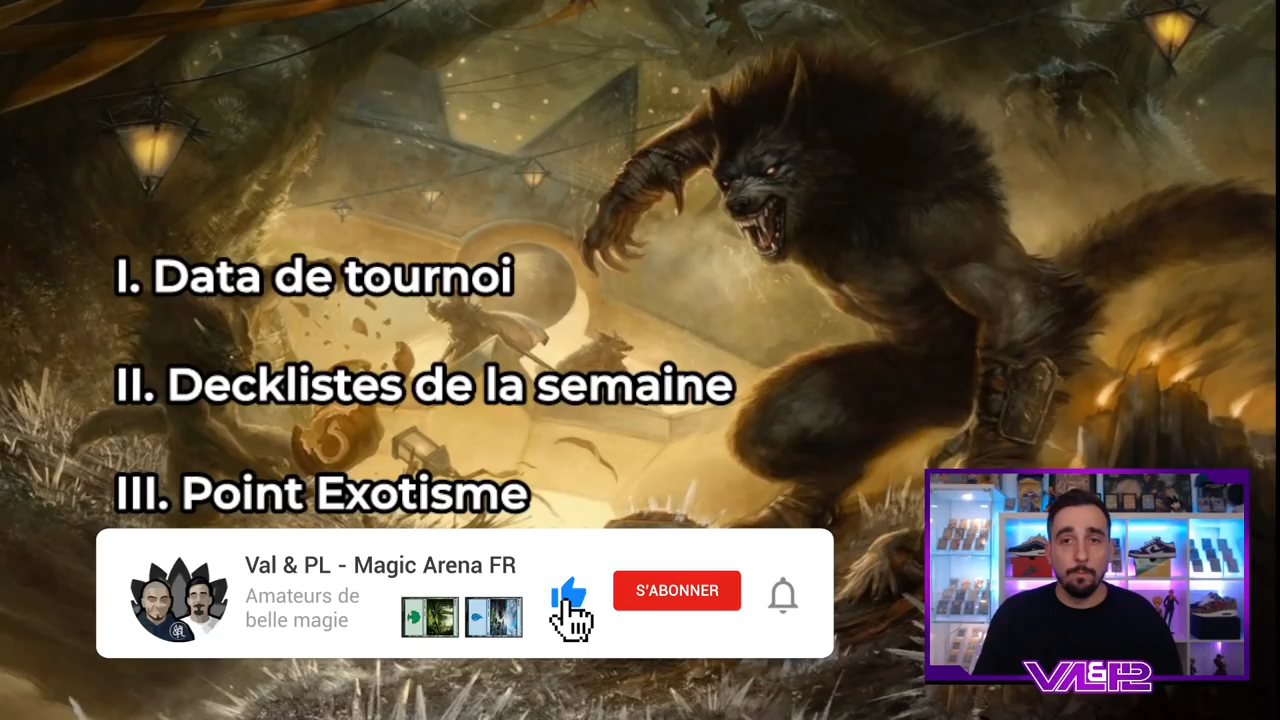 I. Data de tournoi
II. Decklistes de la semaine
III. Point Exotisme
Val & PL - Magic Arena FR
Amateurs de
belle magie
S'ABONNER
VAL&PL